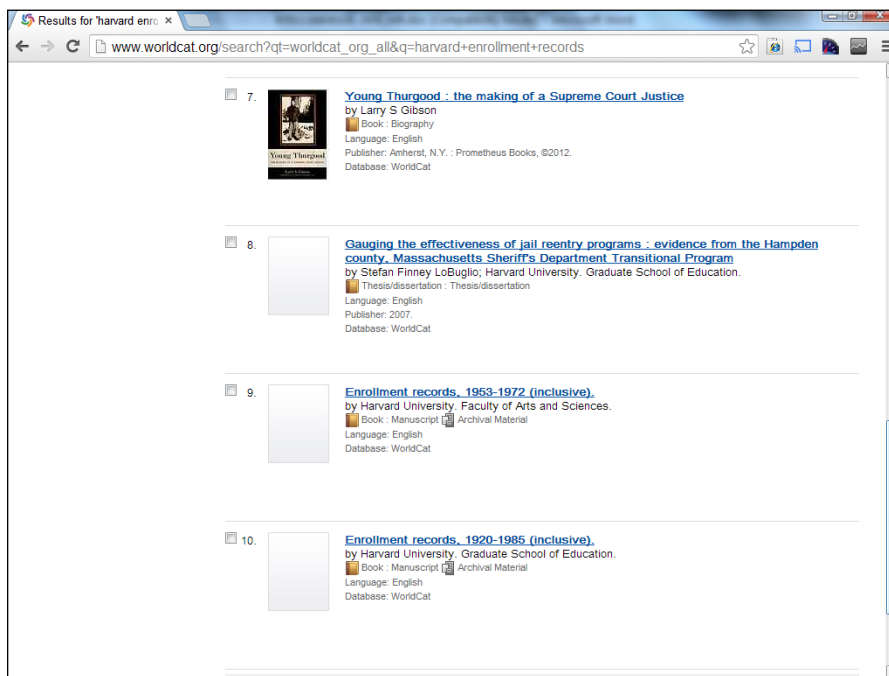 Results for 'harvard enro
www.worldcat.org/search?qt=worldcat_org_all&q=harvard+enrollment+records
7.
Young Thurgood
Young Thurgood : the making of a Supreme Court Justice
by Larry S Gibson
Book : Biography
Language: English
Publisher: Amherst, N.Y. : Prometheus Books, ©2012.
Database: WorldCat
8.
Gauging the effectiveness of jail reentry programs : evidence from the Hampden
county, Massachusetts Sheriff's Department Transitional Program
by Stefan Finney LoBuglio; Harvard University. Graduate School of Education.
Thesis/dissertation : Thesis/dissertation
Language: English
Publisher: 2007.
Database: WorldCat
9.
Enrollment records, 1953-1972 (inclusive).
by Harvard University. Faculty of Arts and Sciences.
Book : Manuscript Archival Material
Language: English
Database: WorldCat
10.
Enrollment records, 1920-1985 (inclusive).
by Harvard University. Graduate School of Education.
Book : Manuscript Archival Material
Language: English
Database: WorldCat